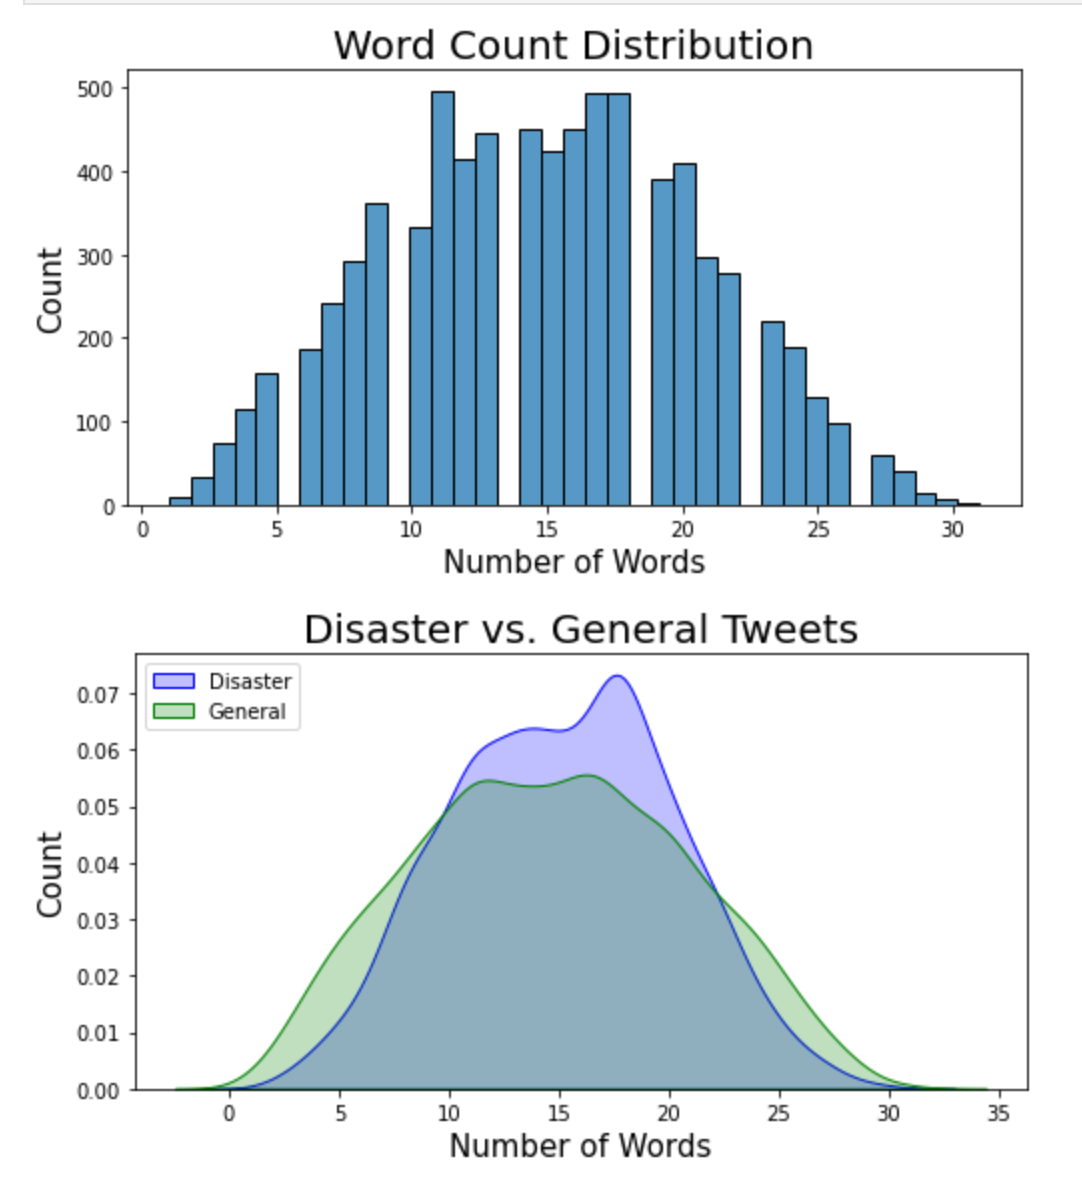 Word Count Distribution
500
400
300
200
100
0
Count
0 5 10 15 20 25 30
Number of Words
Disaster vs. General Tweets
Disaster
General
0.07
0.06
0.05
0.04
0.03
0.02
0.01
0.00
Count
0 5 10 15 20 25 30 35
Number of Words